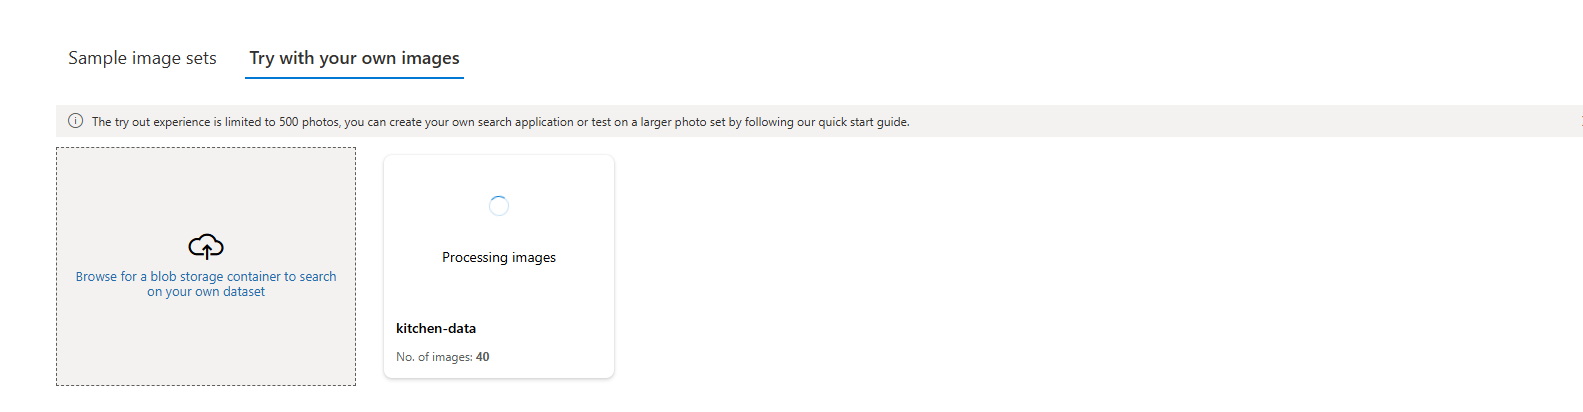 Sample image sets
Try with your own images
The try out experience is limited to 500 photos, you can create your own search application or test on a larger photo set by following our quick start guide.
Browse for a blob storage container to search
on your own dataset
Processing images
kitchen-data
No. of images: 40